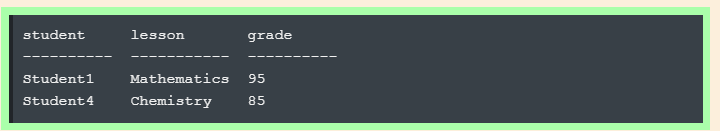 student     lesson       grade
----------  -----------  ----------
Student1    Mathematics  95
Student4    Chemistry    85